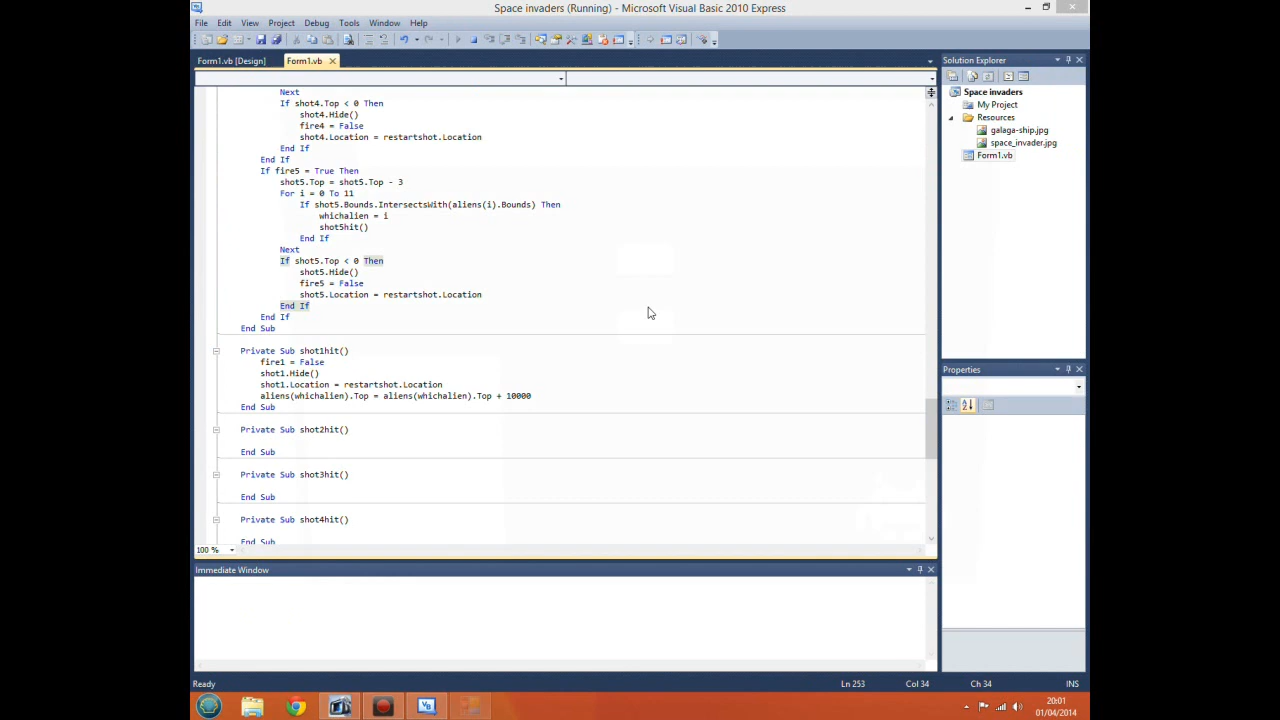 Space invaders (Running) - Microsoft Visual Basic 2010 Express
File Edit View Project Debug Tools Window Help
Form1.vb [Design] Form1.vb
Next
If shot4.Top < 0 Then
shot4.Hide()
fire4 = False
shot4.Location = restartshot.Location
End If
End If
If fire5 = True Then
shot5.Top = shot5.Top - 3
For i = 0 To 11
If shot5.Bounds.IntersectsWith(aliens(i).Bounds) Then
whichalien = i
shot5hit()
End If
Next
If shot5.Top < 0 Then
shot5.Hide()
fire5 = False
shot5.Location = restartshot.Location
End If
End If
End Sub
Private Sub shot1hit()
fire1 = False
shot1.Hide()
shot1.Location = restartshot.Location
aliens(whichalien).Top = aliens(whichalien).Top + 10000
End Sub
Private Sub shot2hit()
End Sub
Private Sub shot3hit()
End Sub
Private Sub shot4hit()
End Sub
100 %
Immediate Window
Solution Explorer
Space invaders
My Project
Resources
galaga-ship.jpg
space_invader.jpg
Form1.vb
Properties
Ready Ln 253 Col 34 Ch 34 INS
20:01
01/04/2014